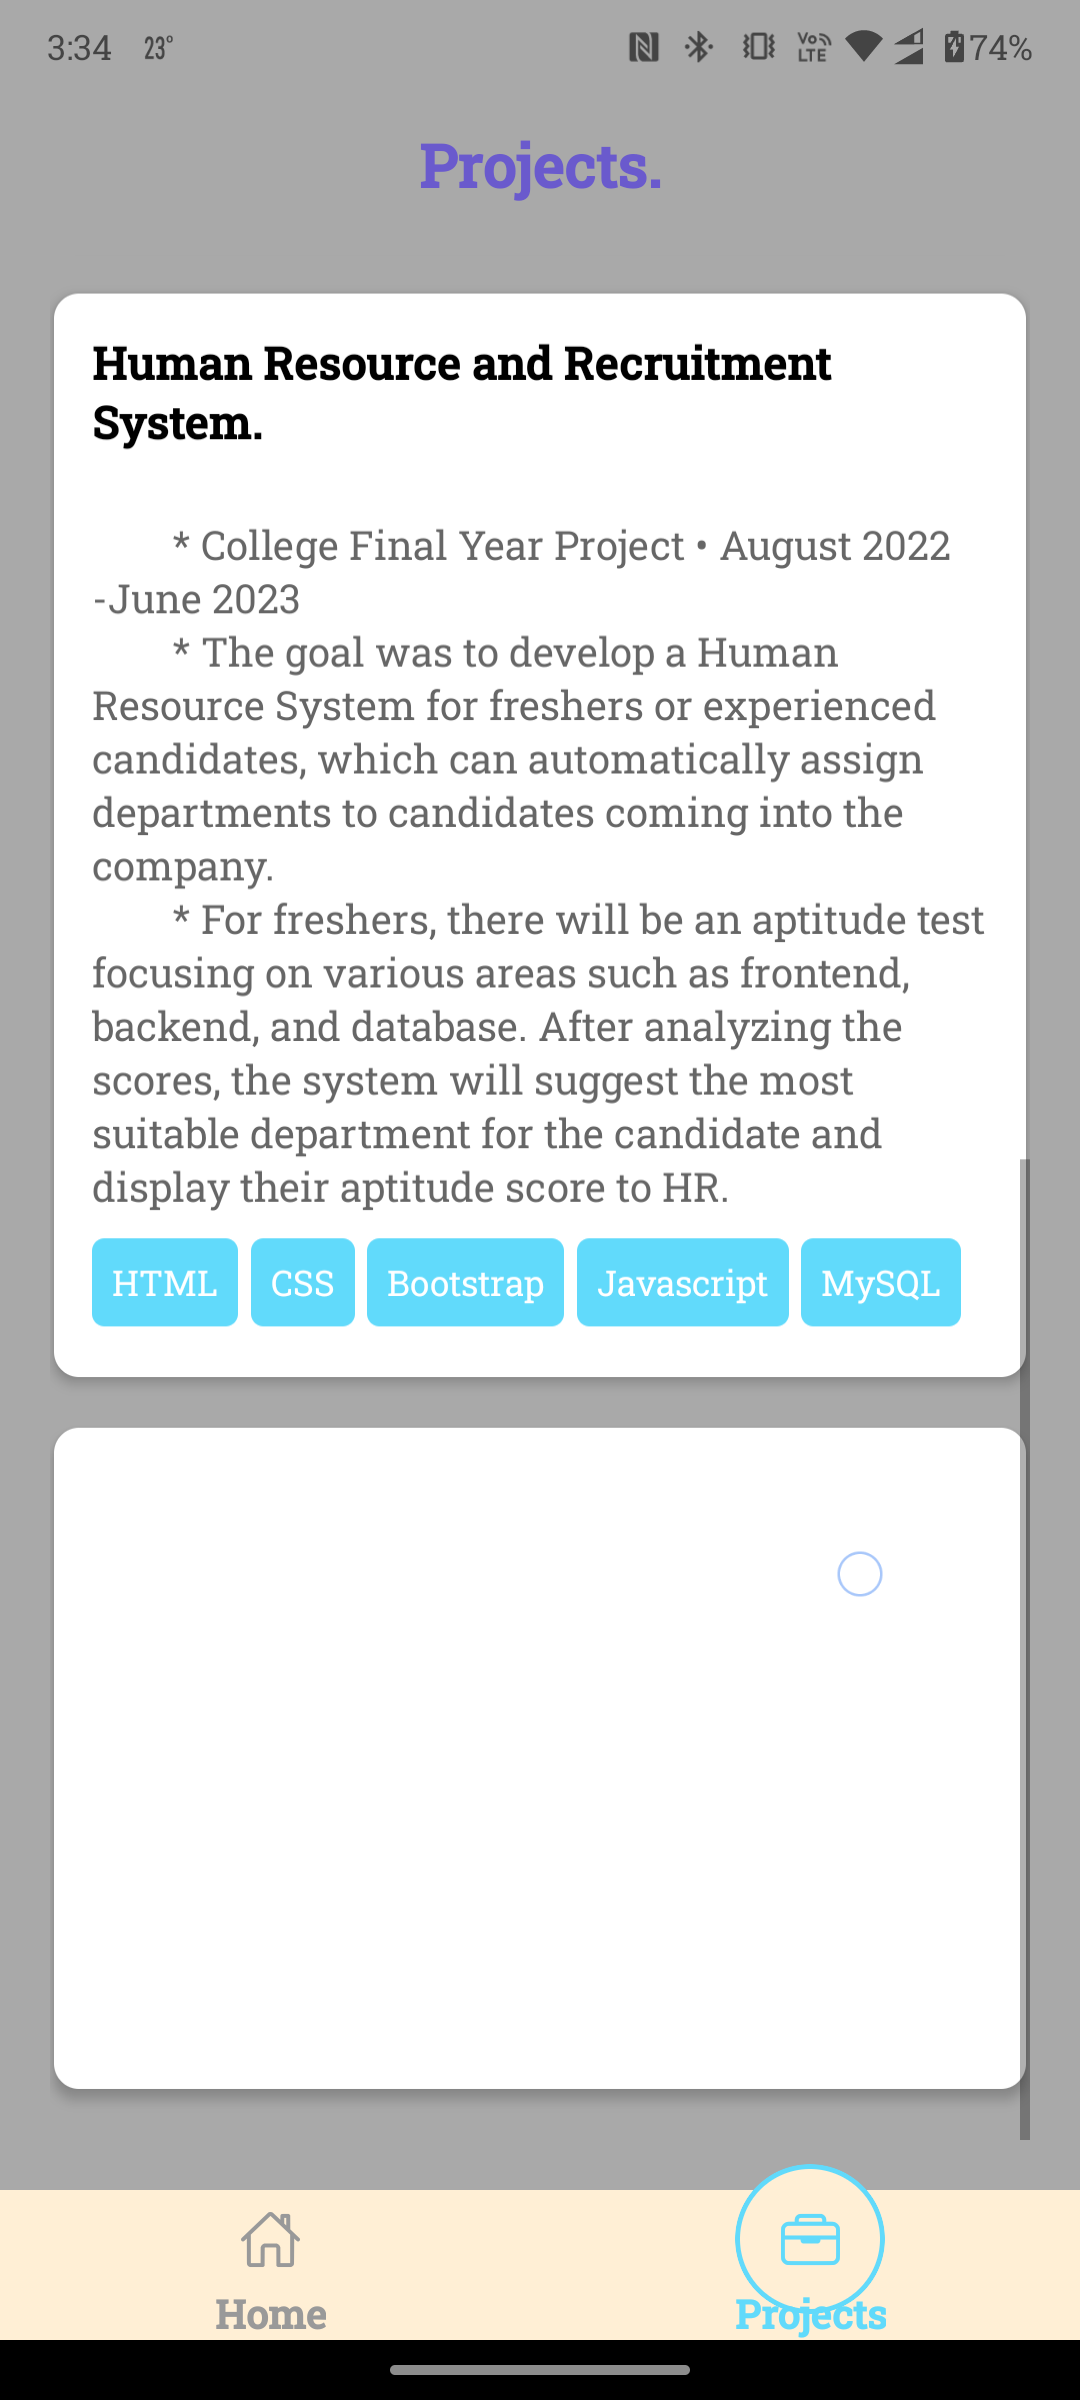 3:34 23° Vo LTE 74%
Projects.
Human Resource and Recruitment
System.
* College Final Year Project • August 2022
-June 2023
* The goal was to develop a Human
Resource System for freshers or experienced
candidates, which can automatically assign
departments to candidates coming into the
company.
* For freshers, there will be an aptitude test
focusing on various areas such as frontend,
backend, and database. After analyzing the
scores, the system will suggest the most
suitable department for the candidate and
display their aptitude score to HR.
HTML CSS Bootstrap Javascript MySQL
Home Projects